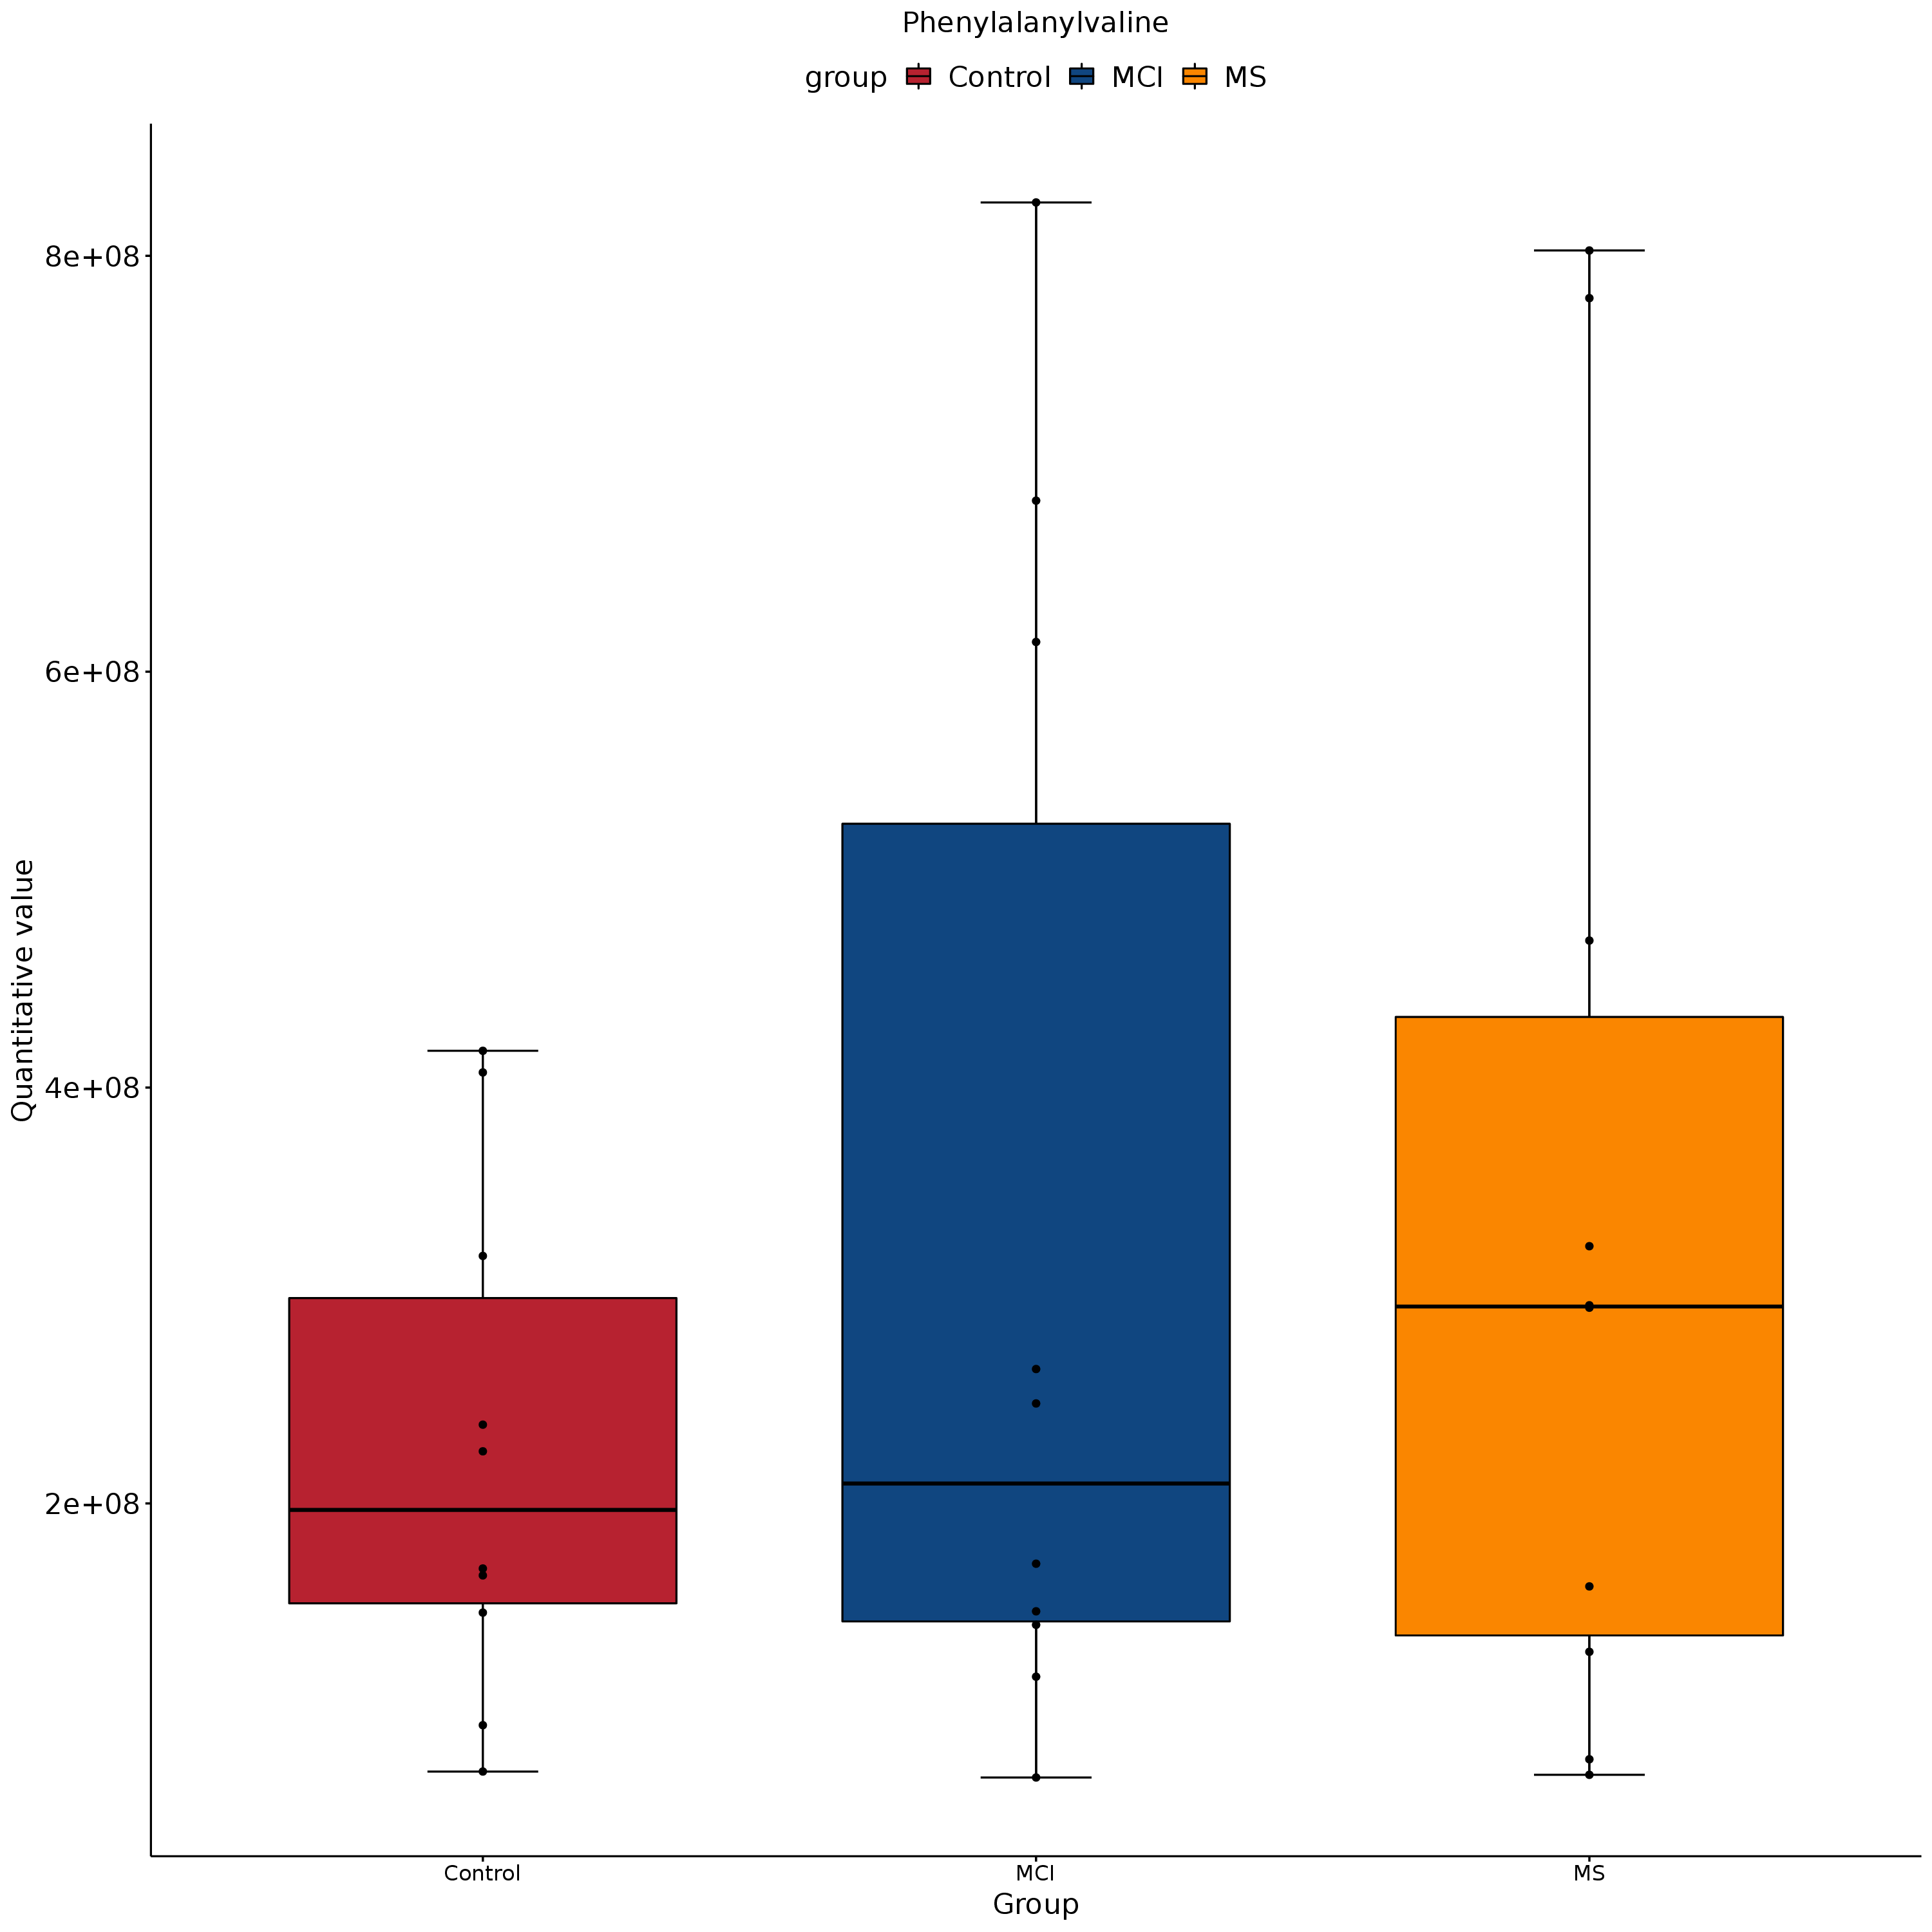 Phenylalanylvaline
group Control MCI MS
Quantitative value
8e+08
6e+08
4e+08
2e+08
Control MCI MS
Group